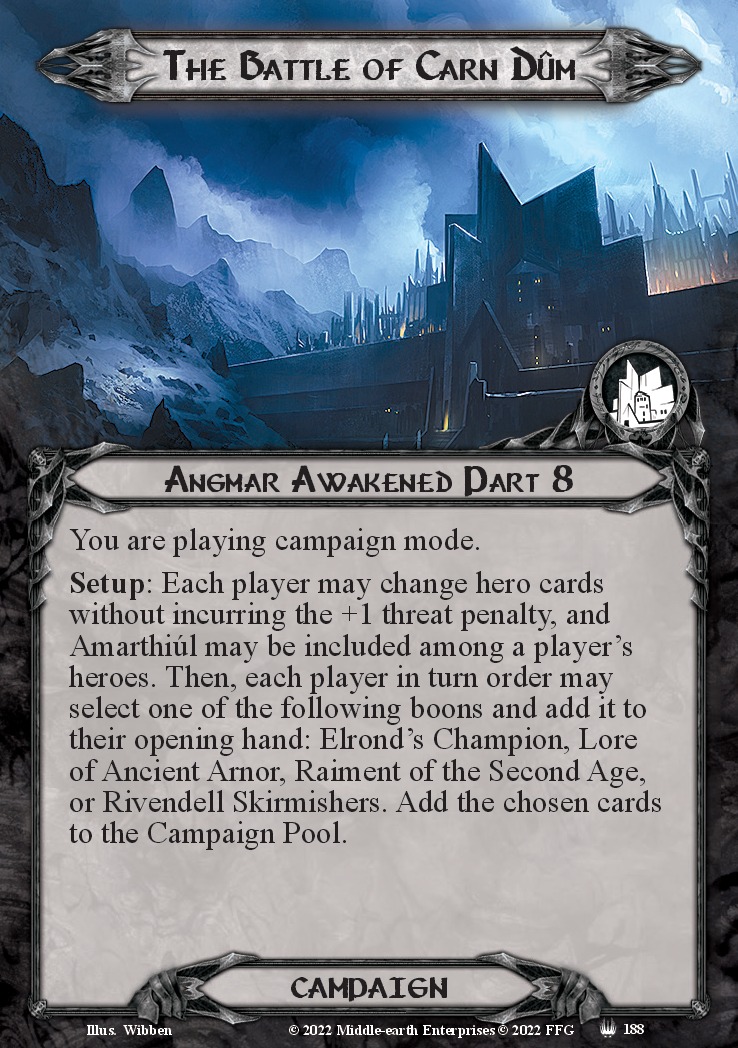 The Battle of Carn Dûm
Angmar Awakened Part 8
You are playing campaign mode.
Setup: Each player may change hero cards
without incurring the +1 threat penalty, and
Amarthiúl may be included among a player’s
heroes. Then, each player in turn order may
select one of the following boons and add it to
their opening hand: Elrond’s Champion, Lore
of Ancient Arnor, Raiment of the Second Age,
or Rivendell Skirmishers. Add the chosen cards
to the Campaign Pool.
CAMPAIGN
Illus. Wibben © 2022 Middle-earth Enterprises © 2022 FFG 188